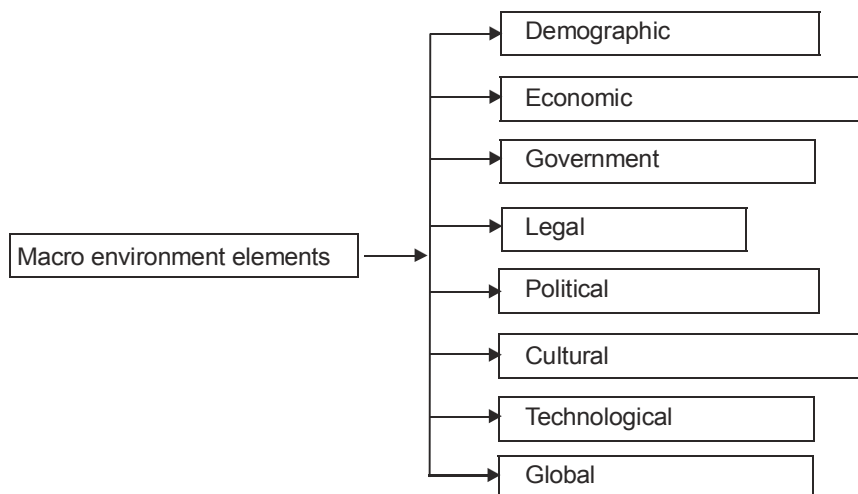 Demographic
Economic
Government
Legal
Macro environment elements
Political
Cultural
Technological
Global